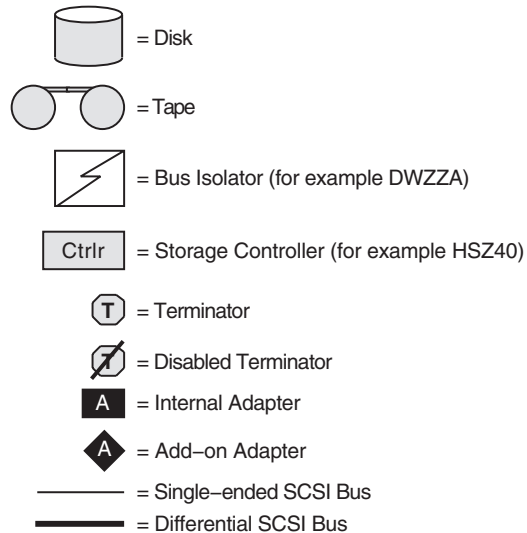 = Disk
= Tape
= Bus Isolator (for example DWZZA)
Ctrlr = Storage Controller (for example HSZ40)
T = Terminator
T = Disabled Terminator
A = Internal Adapter
A = Add–on Adapter
= Single–ended SCSI Bus
= Differential SCSI Bus